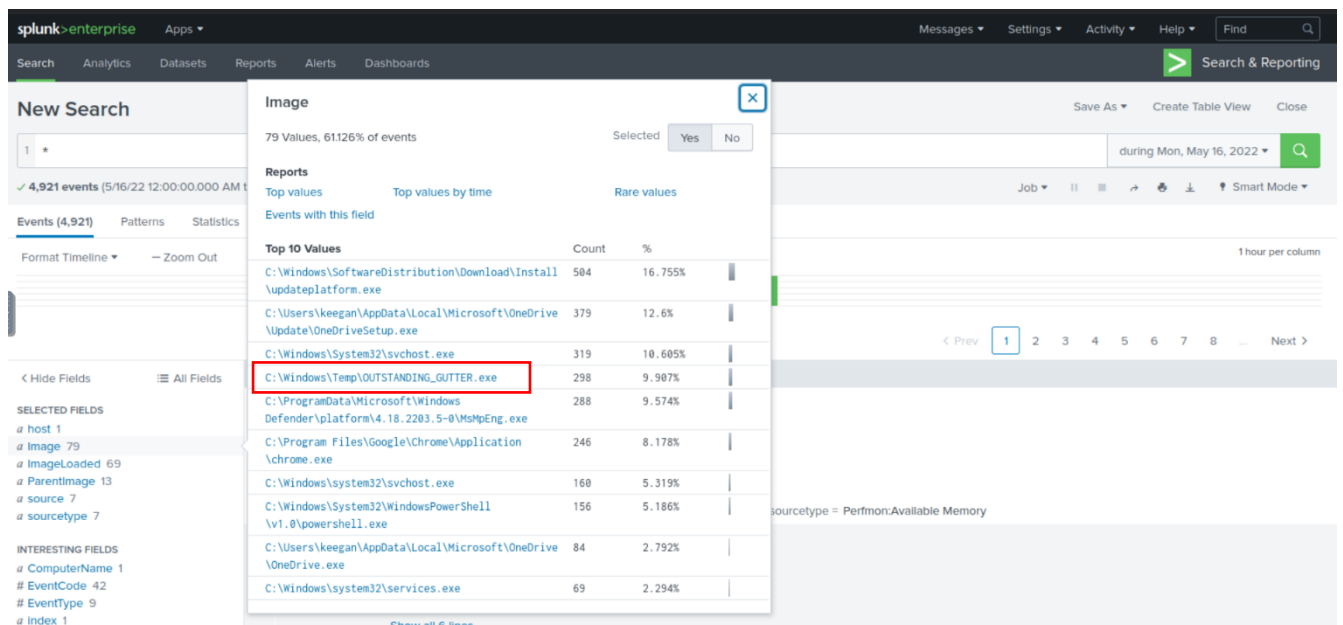 splunk>enterprise Apps Messages Settings Activity Help Find
Search Analytics Datasets Reports Alerts Dashboards Search & Reporting
New Search
Save As Create Table View Close
1 *
during Mon, May 16, 2022
4,921 events (5/16/22 12:00:00.000 AM t
Job Smart Mode
Events (4,921) Patterns Statistics
Format Timeline — Zoom Out
1 hour per column
< Prev 1 2 3 4 5 6 7 8 ... Next >
< Hide Fields All Fields
SELECTED FIELDS
a host 1
a Image 79
a ImageLoaded 69
a ParentImage 13
a source 7
a sourcetype 7
INTERESTING FIELDS
a ComputerName 1
# EventCode 42
# EventType 9
a index 1
Image
79 Values, 61.126% of events
Selected Yes No
Reports
Top values Top values by time Rare values
Events with this field
Top 10 Values Count %
C:\Windows\SoftwareDistribution\Download\Install 504 16.755%
\updateplatform.exe
C:\Users\keegan\AppData\Local\Microsoft\OneDrive 379 12.6%
\Update\OneDriveSetup.exe
C:\Windows\System32\svchost.exe 319 10.605%
C:\Windows\Temp\OUTSTANDING_GUTTER.exe 298 9.907%
C:\ProgramData\Microsoft\Windows 288 9.574%
Defender\platform\4.18.2203.5-0\MsMpEng.exe
C:\Program Files\Google\Chrome\Application 246 8.178%
\chrome.exe
C:\Windows\system32\svchost.exe 160 5.319%
C:\Windows\System32\WindowsPowerShell 156 5.186%
\v1.0\powershell.exe
C:\Users\keegan\AppData\Local\Microsoft\OneDrive 84 2.792%
\OneDrive.exe
C:\Windows\system32\services.exe 69 2.294%
sourcetype = Perfmon:Available Memory
Show all 6 lines